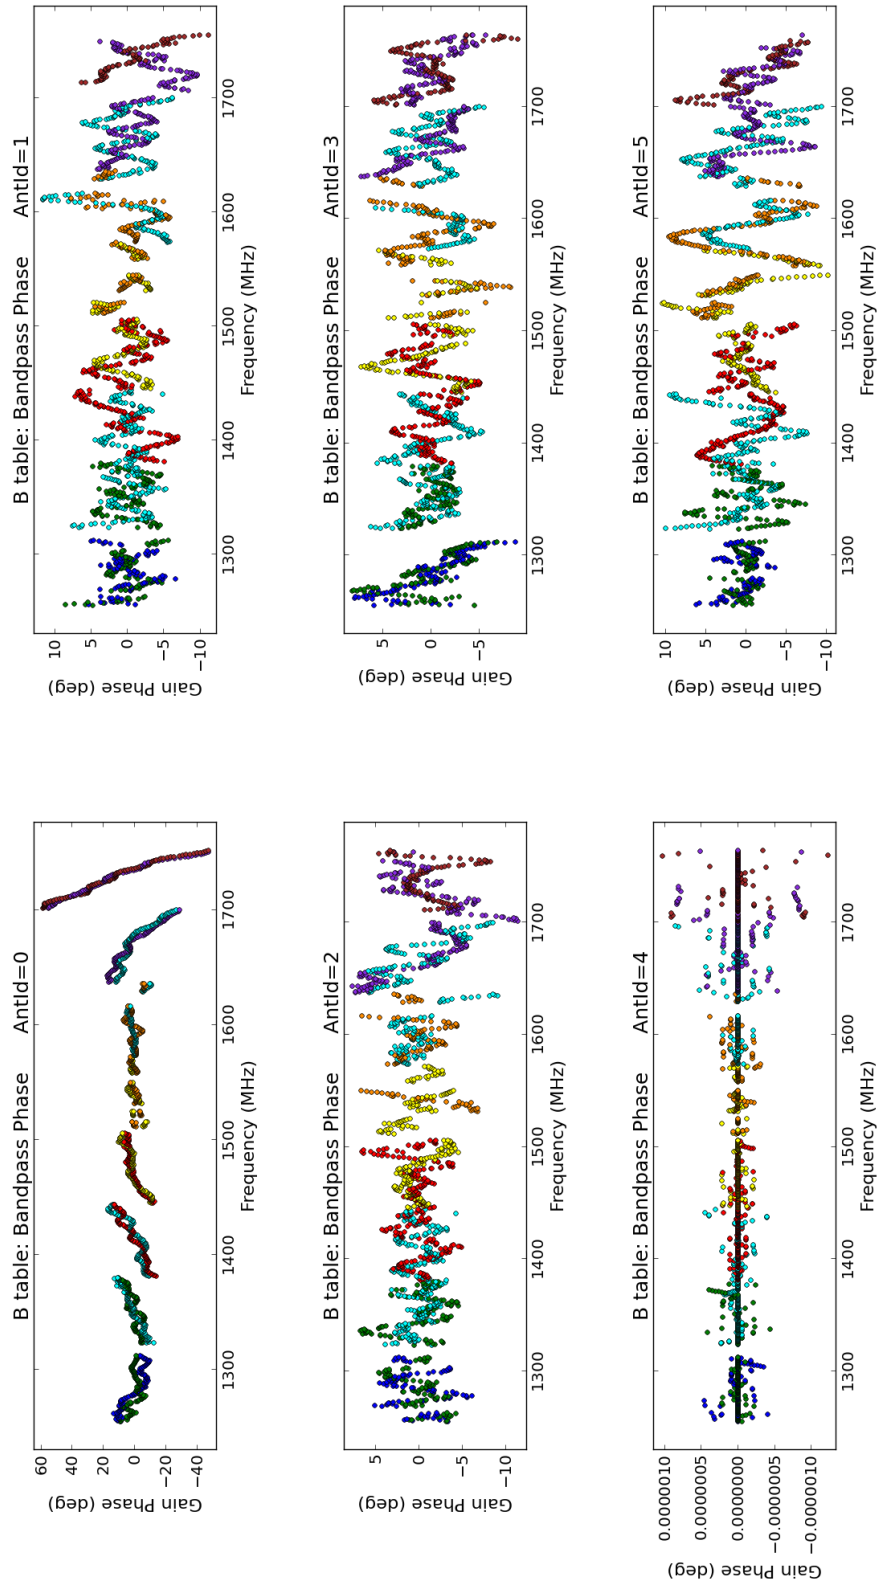 B table: Bandpass Phase AntId=0
Gain Phase (deg)
60
40
20
0
−20
−40
1300 1400 1500 1600 1700
Frequency (MHz)
B table: Bandpass Phase AntId=1
Gain Phase (deg)
10
5
0
−5
−10
1300 1400 1500 1600 1700
Frequency (MHz)
B table: Bandpass Phase AntId=2
Gain Phase (deg)
5
0
−5
−10
1300 1400 1500 1600 1700
Frequency (MHz)
B table: Bandpass Phase AntId=3
Gain Phase (deg)
5
0
−5
1300 1400 1500 1600 1700
Frequency (MHz)
B table: Bandpass Phase AntId=4
Gain Phase (deg)
0.0000010
0.0000005
0.0000000
−0.0000005
−0.0000010
1300 1400 1500 1600 1700
Frequency (MHz)
B table: Bandpass Phase AntId=5
Gain Phase (deg)
10
5
0
−5
−10
1300 1400 1500 1600 1700
Frequency (MHz)